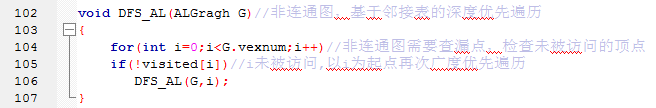 102 void DFS_AL(ALGragh G)//非连通图，基于邻接表的深度优先遍历
103 {
104 for(int i=0;i<G.vexnum;i++)//非连通图需要查漏点，检查未被访问的顶点
105 if(!visited[i])//i未被访问,以i为起点再次广度优先遍历
106 DFS_AL(G,i);
107 }